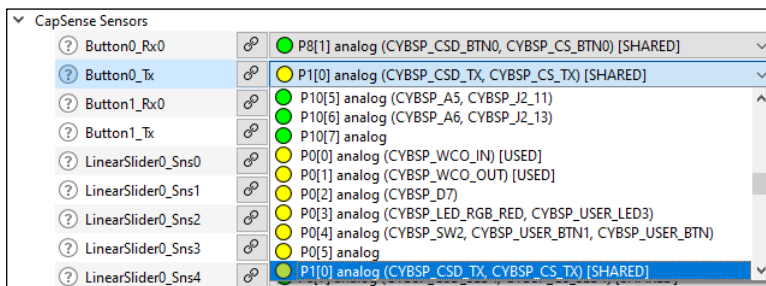 CapSense Sensors
? Button0_Rx0 P8[1] analog (CYBSP_CSD_BTN0, CYBSP_CS_BTN0) [SHARED]
? Button0_Tx P1[0] analog (CYBSP_CSD_TX, CYBSP_CS_TX) [SHARED]
? Button1_Rx0 P10[5] analog (CYBSP_A5, CYBSP_J2_11)
P10[6] analog (CYBSP_A6, CYBSP_J2_13)
? Button1_Tx P10[7] analog
P0[0] analog (CYBSP_WCO_IN) [USED]
? LinearSlider0_Sns0 P0[1] analog (CYBSP_WCO_OUT) [USED]
? LinearSlider0_Sns1 P0[2] analog (CYBSP_D7)
P0[3] analog (CYBSP_LED_RGB_RED, CYBSP_USER_LED3)
? LinearSlider0_Sns2 P0[4] analog (CYBSP_SW2, CYBSP_USER_BTN1, CYBSP_USER_BTN)
? LinearSlider0_Sns3 P0[5] analog
? LinearSlider0_Sns4 P1[0] analog (CYBSP_CSD_TX, CYBSP_CS_TX) [SHARED]